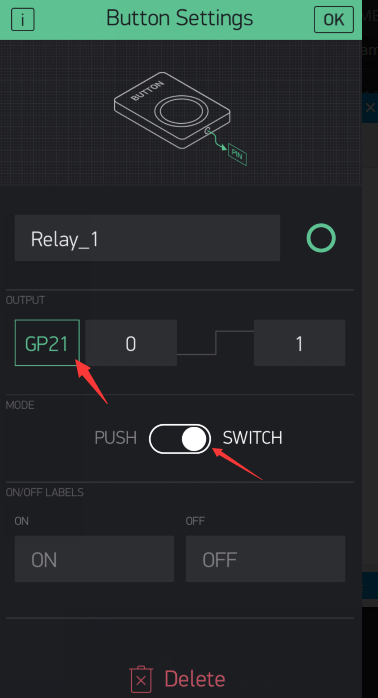 i Button Settings OK
BUTTON
PIN
Relay_1
OUTPUT
GP21 0 1
MODE
PUSH SWITCH
ON/OFF LABELS
ON OFF
ON OFF
Delete